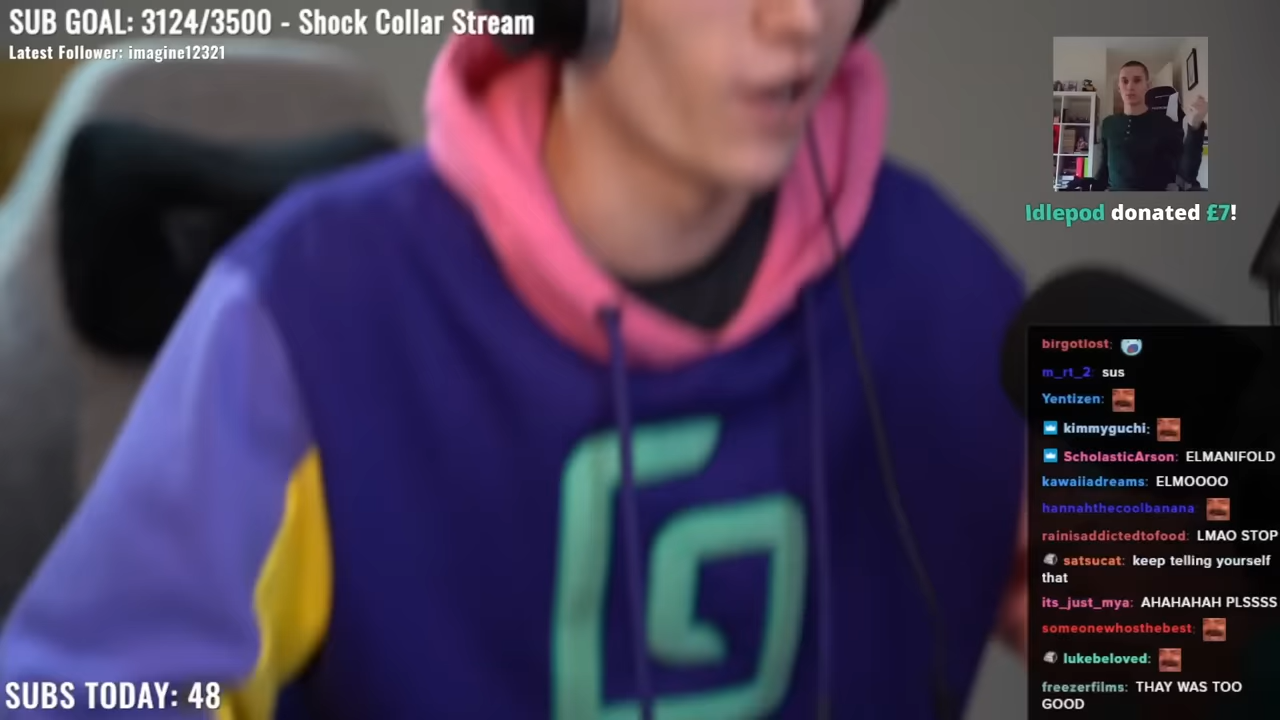 SUB GOAL: 3124/3500 - Shock Collar Stream
Latest Follower: imagine12321
Idlepod donated £7!
birgotlost:
m_rt_2: sus
Yentizen:
kimmyguchi:
ScholasticArson: ELMANIFOLD
kawaiiadreams: ELMOOOO
hannahthecoolbanana:
rainisaddictedtofood: LMAO STOP
satsucat: keep telling yourself
that
its_just_mya: AHAHAHAH PLSSSS
someonewhosthebest:
lukebeloved:
freezerfilms: THAY WAS TOO
GOOD
SUBS TODAY: 48